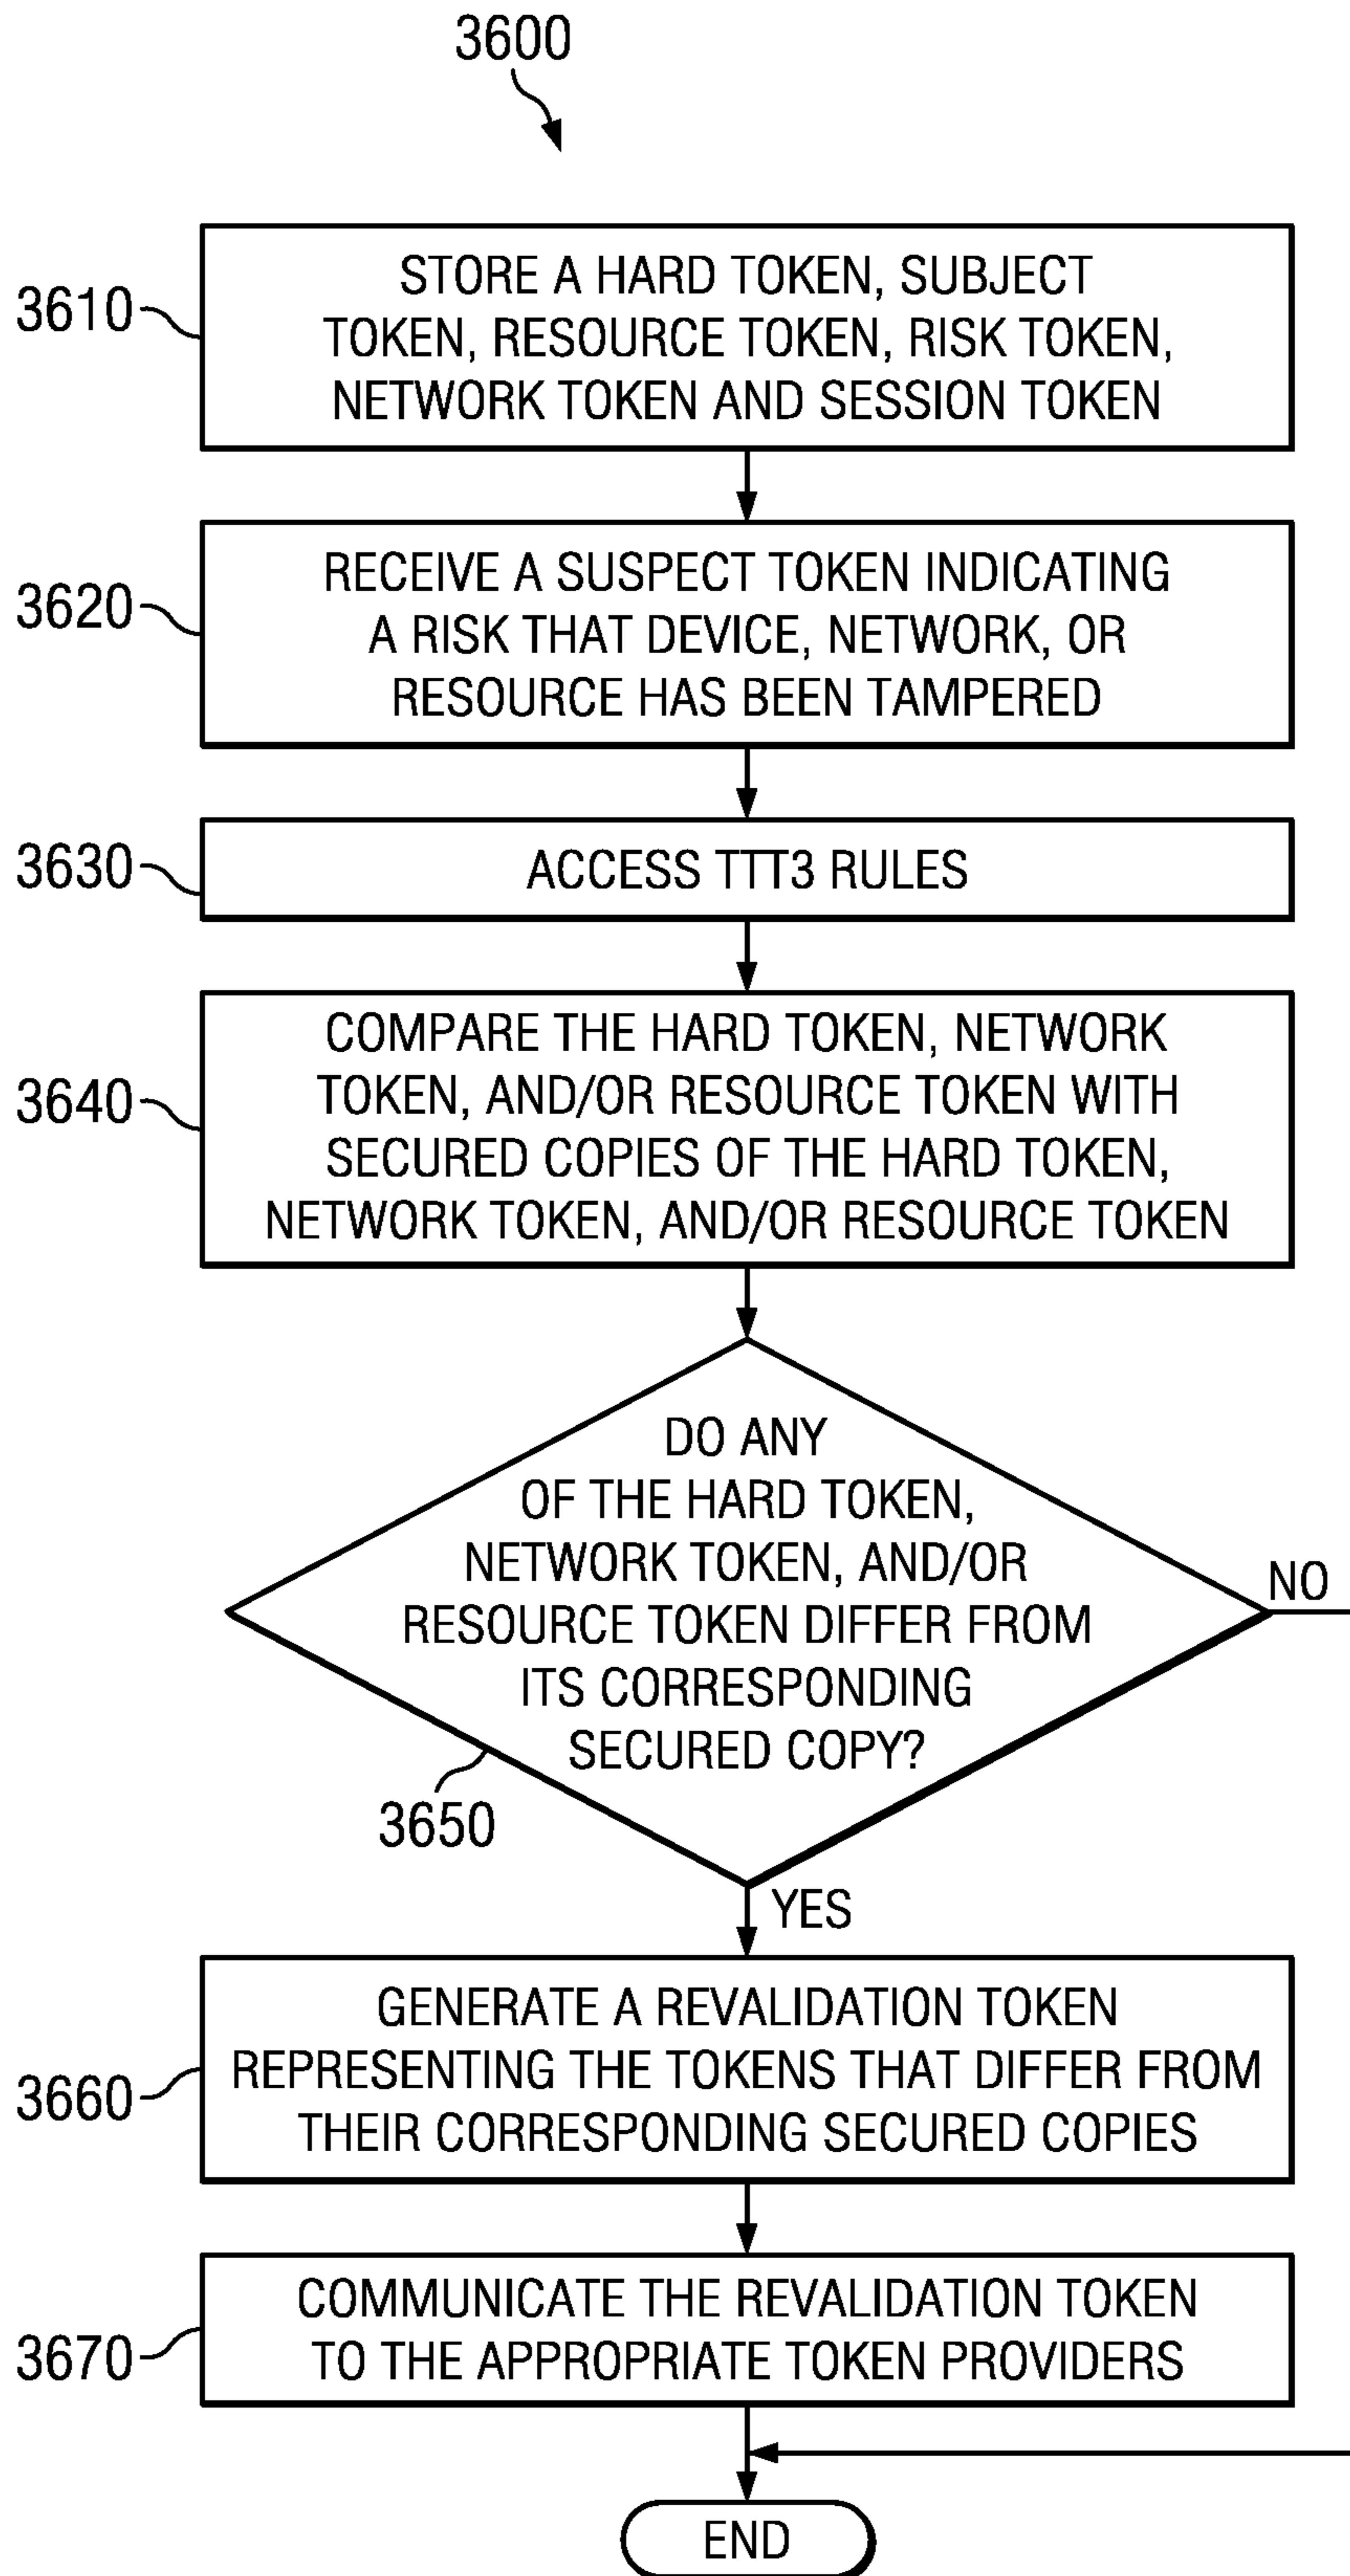 3600
3610
STORE A HARD TOKEN, SUBJECT
TOKEN, RESOURCE TOKEN, RISK TOKEN,
NETWORK TOKEN AND SESSION TOKEN
3620
RECEIVE A SUSPECT TOKEN INDICATING
A RISK THAT DEVICE, NETWORK, OR
RESOURCE HAS BEEN TAMPERED
3630
ACCESS TTT3 RULES
3640
COMPARE THE HARD TOKEN, NETWORK
TOKEN, AND/OR RESOURCE TOKEN WITH
SECURED COPIES OF THE HARD TOKEN,
NETWORK TOKEN, AND/OR RESOURCE TOKEN
DO ANY
OF THE HARD TOKEN,
NETWORK TOKEN, AND/OR
RESOURCE TOKEN DIFFER FROM
ITS CORRESPONDING
SECURED COPY?
NO
3650
YES
3660
GENERATE A REVALIDATION TOKEN
REPRESENTING THE TOKENS THAT DIFFER FROM
THEIR CORRESPONDING SECURED COPIES
3670
COMMUNICATE THE REVALIDATION TOKEN
TO THE APPROPRIATE TOKEN PROVIDERS
END